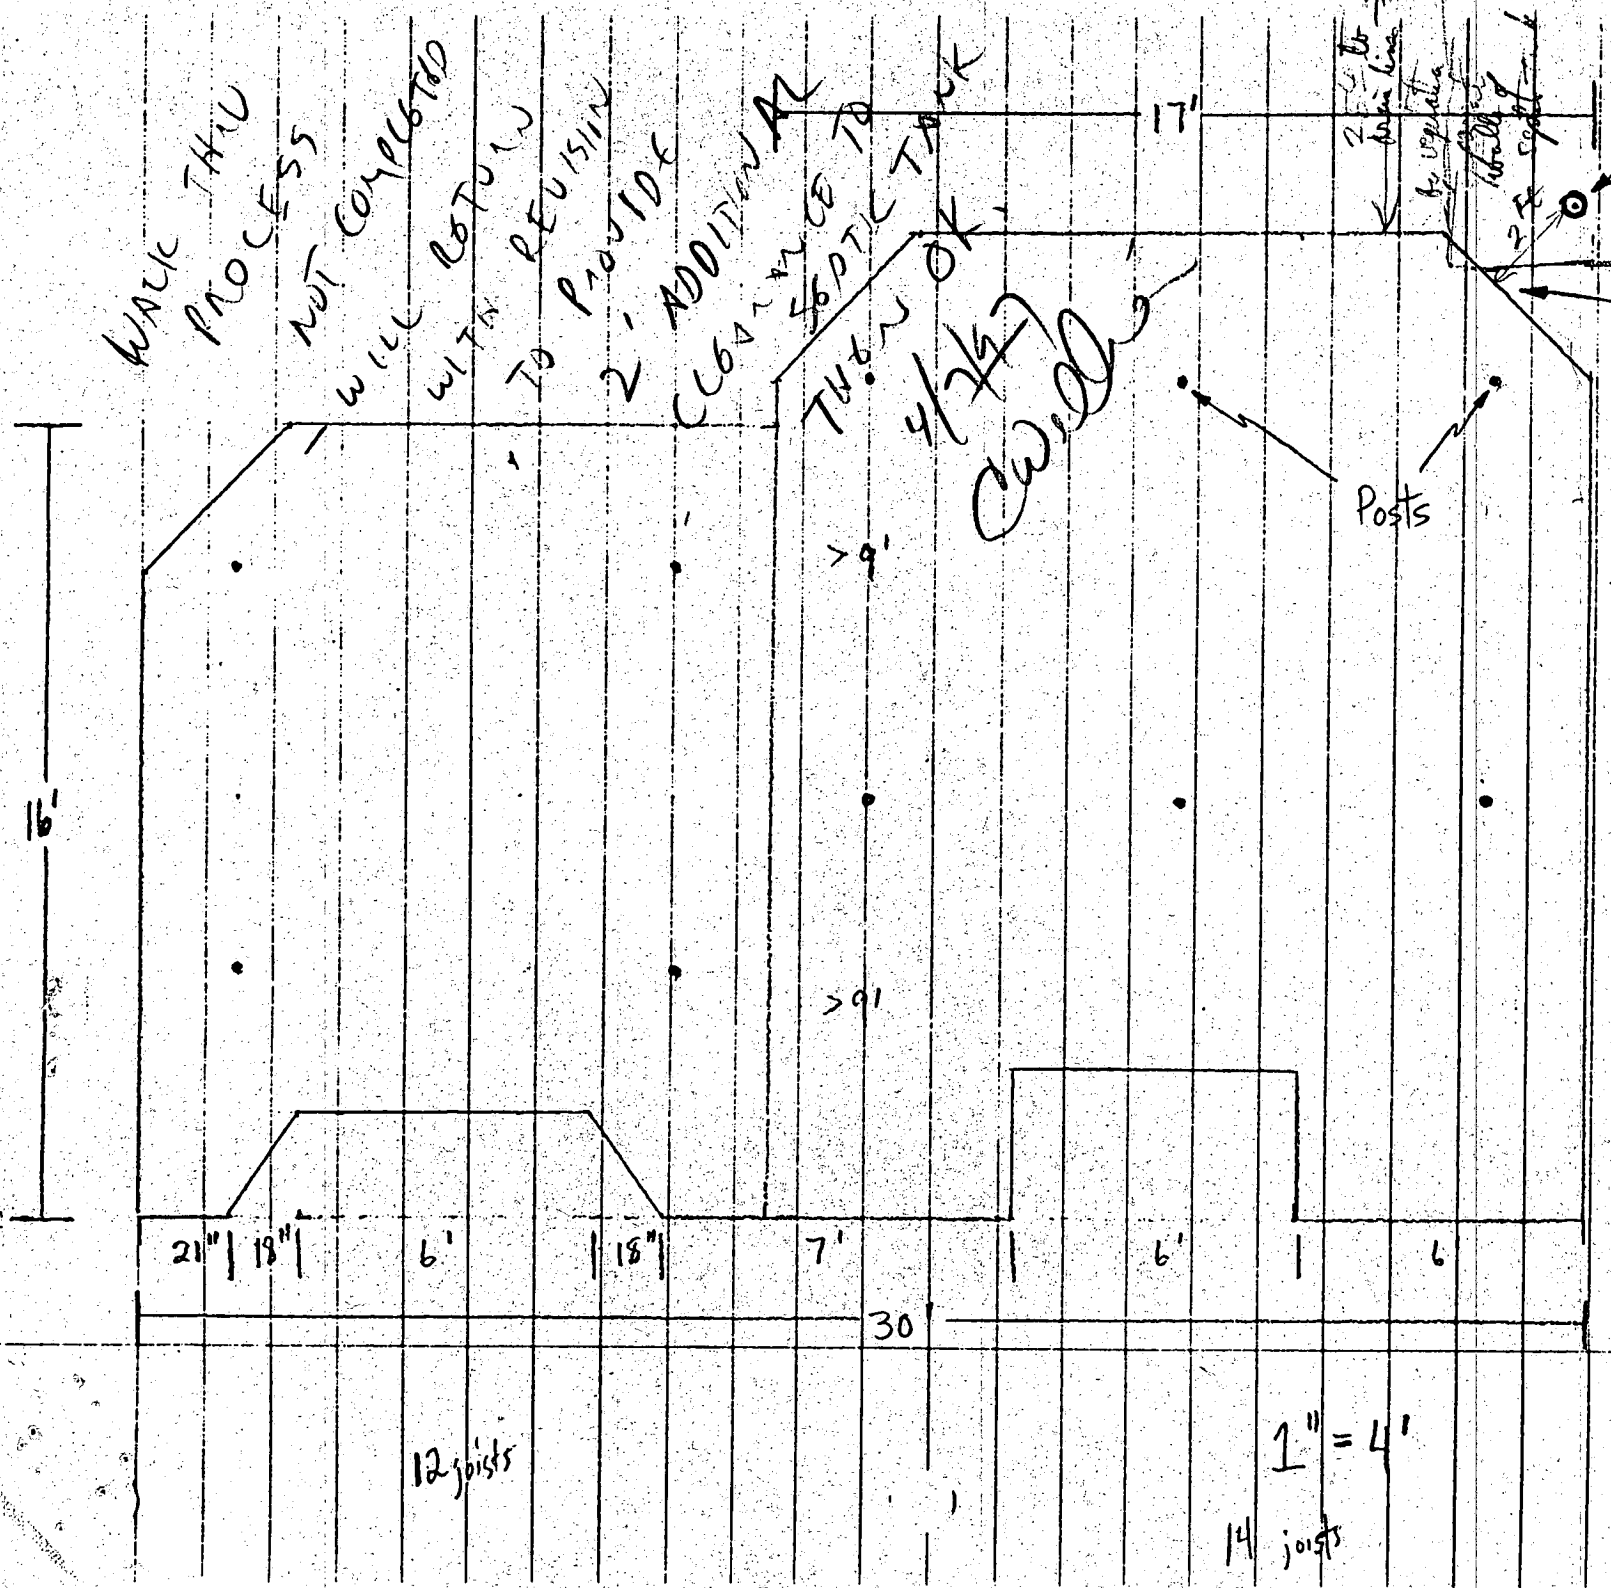 WALK THRU
PROCESS
NOT COMPLETED
WILL RETURN
WITH REVISION
TO PROVIDE
2' ADDITIONAL
CLEARANCE TO
SEPTIC TANK
THEN OK.
4/7/97
17'
2 ft
Posts
>9'
16'
>9'
21" 18" 6' 18" 7' 6' 6
30'
12 joists
1" = 4'
14 joists